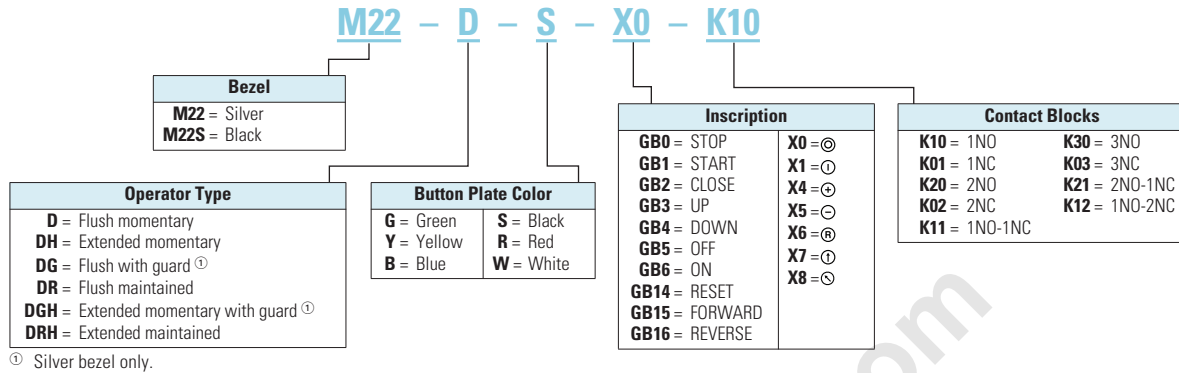 M22 – D – S – X0 – K10
Bezel
M22 = Silver
M22S = Black
Operator Type
D = Flush momentary
DH = Extended momentary
DG = Flush with guard ①
DR = Flush maintained
DGH = Extended momentary with guard ①
DRH = Extended maintained
① Silver bezel only.
Button Plate Color
G = Green
Y = Yellow
B = Blue
S = Black
R = Red
W = White
Inscription
GB0 = STOP
GB1 = START
GB2 = CLOSE
GB3 = UP
GB4 = DOWN
GB5 = OFF
GB6 = ON
GB14 = RESET
GB15 = FORWARD
GB16 = REVERSE
X0 = ◎
X1 = ⏼
X4 = ⊕
X5 = ⊖
X6 = Ⓡ
X7 = Ⓣ
X8 = ⦸
Contact Blocks
K10 = 1NO
K01 = 1NC
K20 = 2NO
K02 = 2NC
K11 = 1NO-1NC
K30 = 3NO
K03 = 3NC
K21 = 2NO-1NC
K12 = 1NO-2NC
om